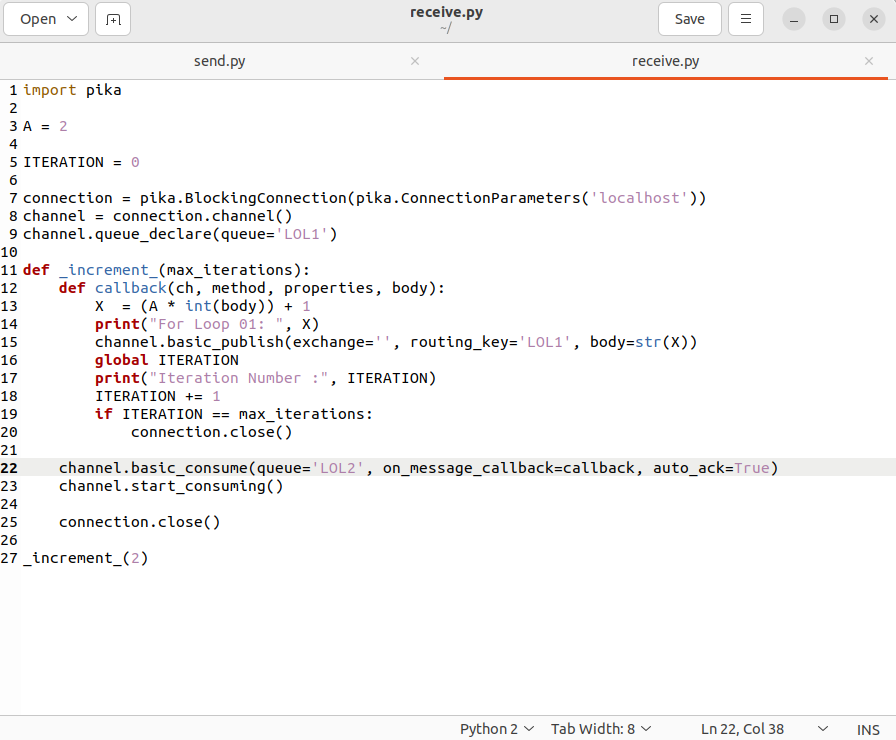 Open
receive.py
~/
Save
send.py
receive.py
1 import pika
2
3 A = 2
4
5 ITERATION = 0
6
7 connection = pika.BlockingConnection(pika.ConnectionParameters('localhost'))
8 channel = connection.channel()
9 channel.queue_declare(queue='LOL1')
10
11 def _increment_(max_iterations):
12     def callback(ch, method, properties, body):
13         X  = (A * int(body)) + 1
14         print("For Loop 01: ", X)
15         channel.basic_publish(exchange='', routing_key='LOL1', body=str(X))
16         global ITERATION
17         print("Iteration Number :", ITERATION)
18         ITERATION += 1
19         if ITERATION == max_iterations:
20             connection.close()
21
22     channel.basic_consume(queue='LOL2', on_message_callback=callback, auto_ack=True)
23     channel.start_consuming()
24
25     connection.close()
26
27 _increment_(2)
Python 2
Tab Width: 8
Ln 22, Col 38
INS